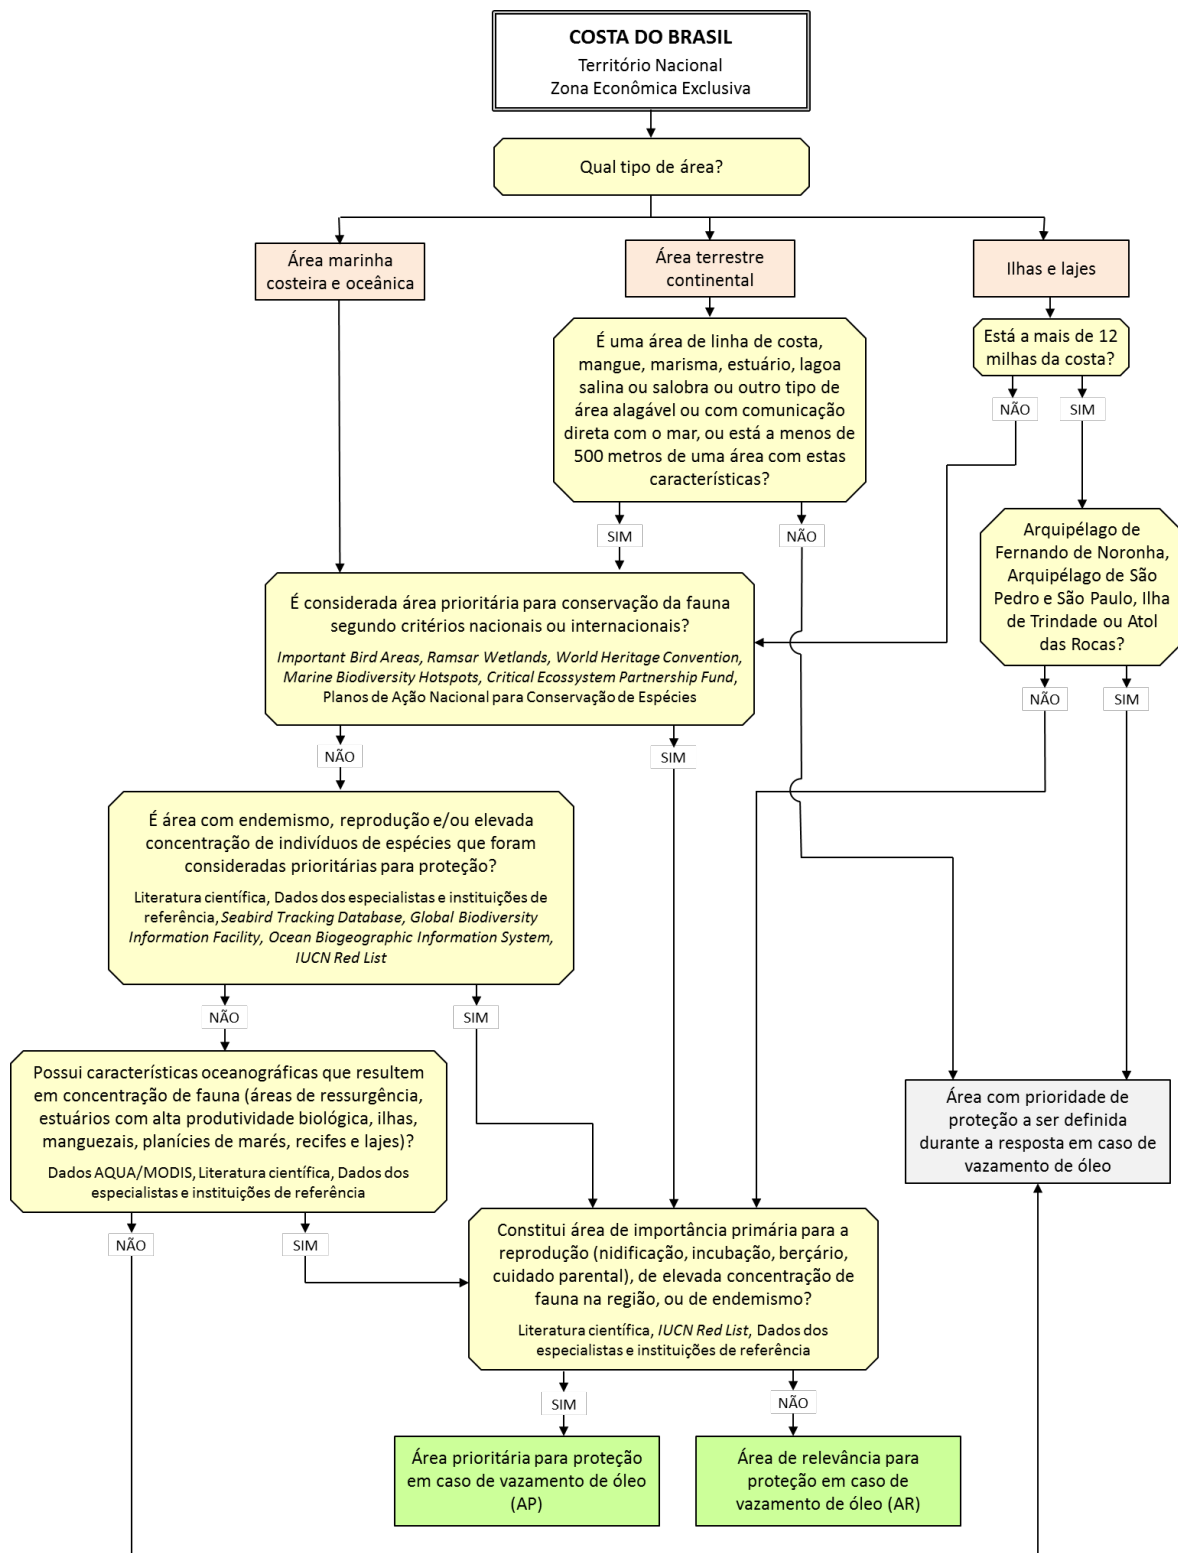 COSTA DO BRASIL
Território Nacional
Zona Econômica Exclusiva
Qual tipo de área?
Área marinha
costeira e oceânica
Área terrestre
continental
Ilhas e lajes
É uma área de linha de costa,
mangue, marisma, estuário, lagoa
salina ou salobra ou outro tipo de
área alagável ou com comunicação
direta com o mar, ou está a menos de
500 metros de uma área com estas
características?
Está a mais de 12
milhas da costa?
NÃO
SIM
SIM
NÃO
Arquipélago de
Fernando de Noronha,
Arquipélago de São
Pedro e São Paulo, Ilha
de Trindade ou Atol
das Rocas?
NÃO
SIM
É considerada área prioritária para conservação da fauna
segundo critérios nacionais ou internacionais?
Important Bird Areas, Ramsar Wetlands, World Heritage Convention,
Marine Biodiversity Hotspots, Critical Ecosystem Partnership Fund,
Planos de Ação Nacional para Conservação de Espécies
NÃO
SIM
É área com endemismo, reprodução e/ou elevada
concentração de indivíduos de espécies que foram
consideradas prioritárias para proteção?
Literatura científica, Dados dos especialistas e instituições de
referência, Seabird Tracking Database, Global Biodiversity
Information Facility, Ocean Biogeographic Information System,
IUCN Red List
NÃO
SIM
Possui características oceanográficas que resultem
em concentração de fauna (áreas de ressurgência,
estuários com alta produtividade biológica, ilhas,
manguezais, planícies de marés, recifes e lajes)?
Dados AQUA/MODIS, Literatura científica, Dados dos
especialistas e instituições de referência
NÃO
SIM
Área com prioridade de
proteção a ser definida
durante a resposta em caso de
vazamento de óleo
Constitui área de importância primária para a
reprodução (nidificação, incubação, berçário,
cuidado parental), de elevada concentração de
fauna na região, ou de endemismo?
Literatura científica, IUCN Red List, Dados dos
especialistas e instituições de referência
SIM
NÃO
Área prioritária para proteção
em caso de vazamento de óleo
(AP)
Área de relevância para
proteção em caso de
vazamento de óleo (AR)